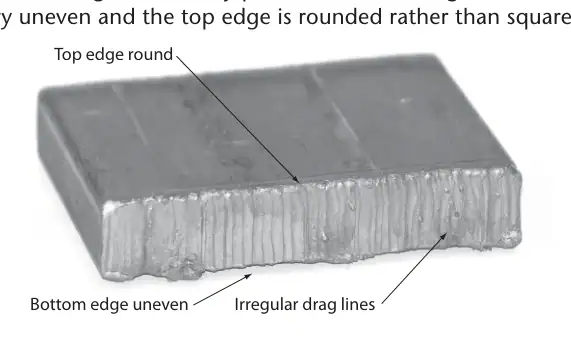 ry uneven and the top edge is rounded rather than square
Top edge round
Bottom edge uneven
Irregular drag lines